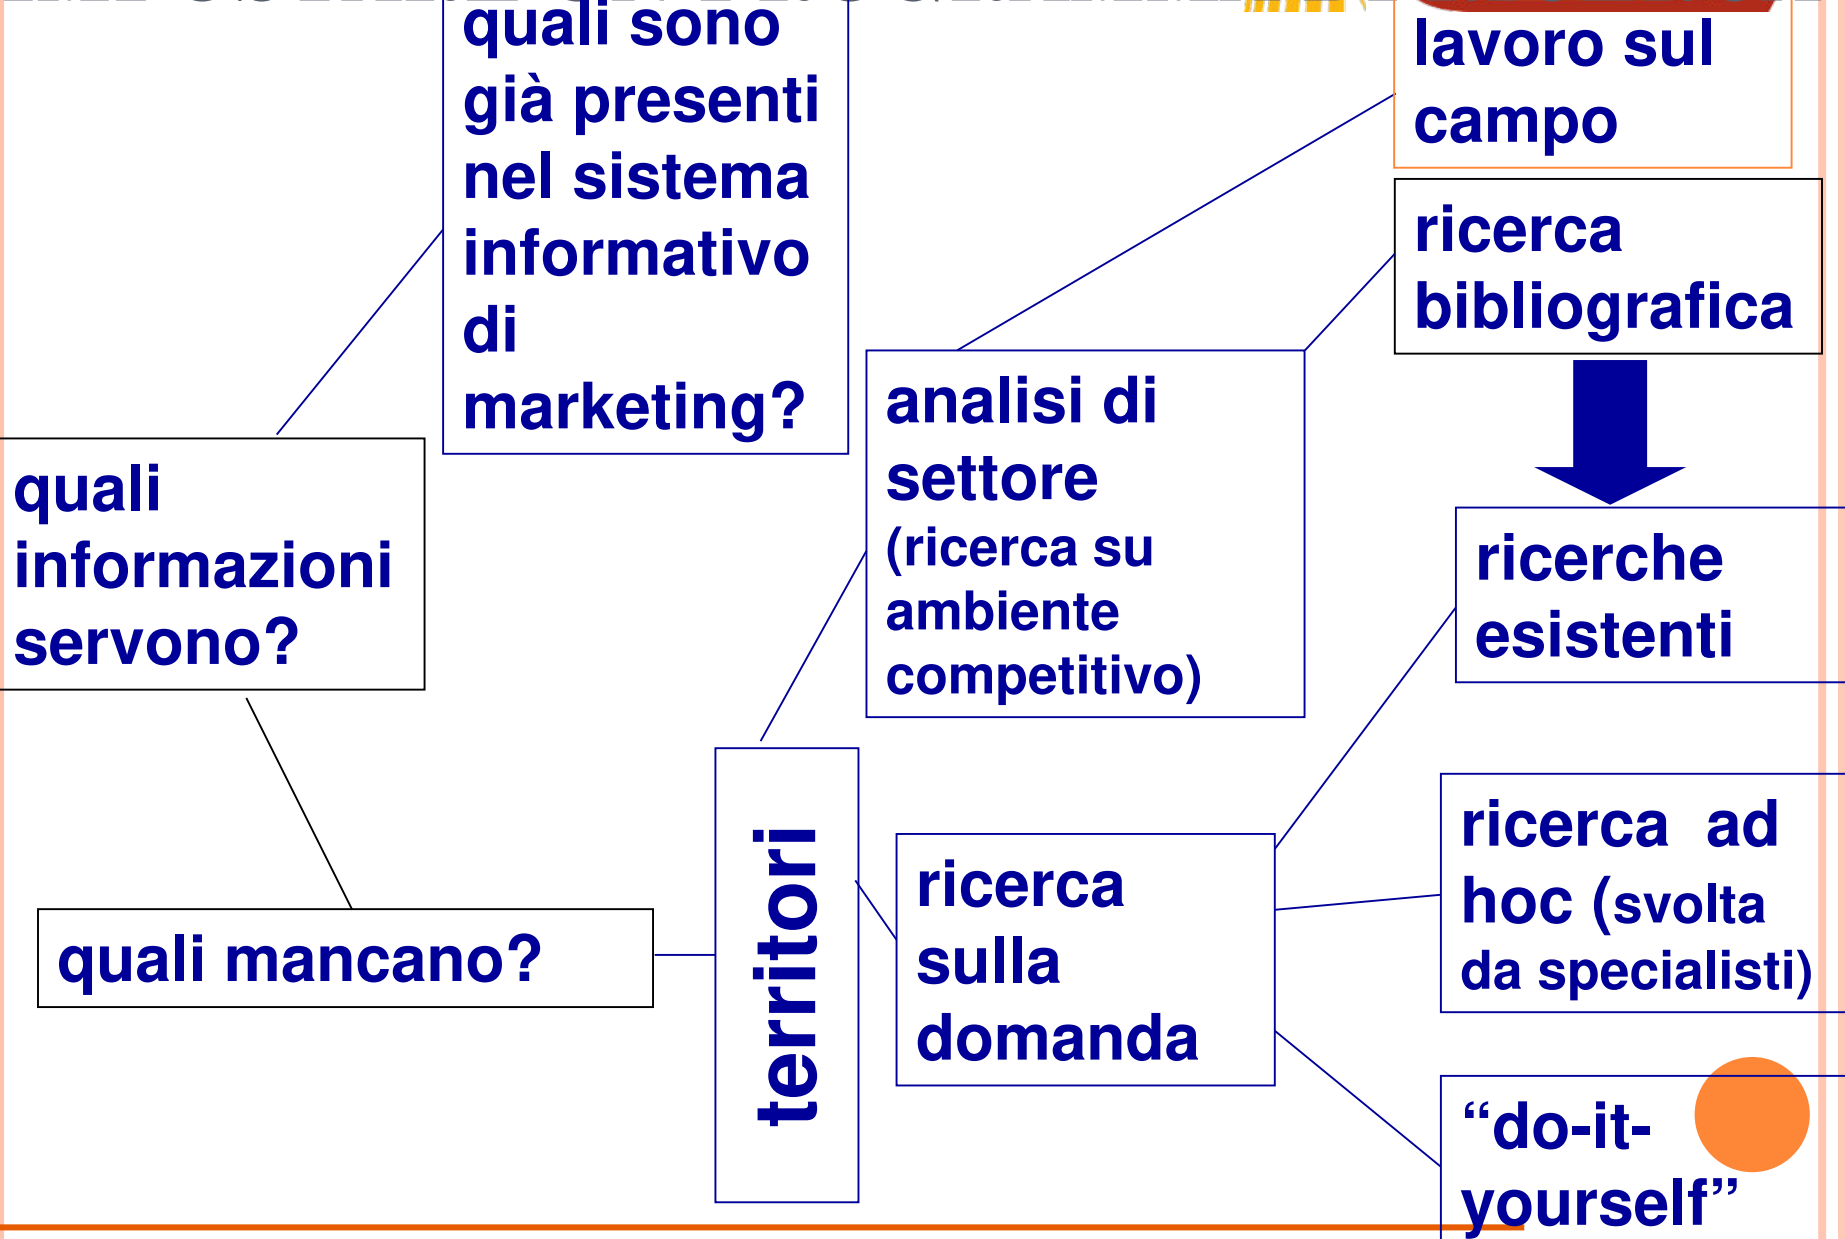 quali sono
già presenti
nel sistema
informativo
di
marketing?
lavoro sul
campo
ricerca
bibliografica
quali
informazioni
servono?
analisi di
settore
(ricerca su
ambiente
competitivo)
ricerche
esistenti
quali mancano?
territori
ricerca
sulla
domanda
ricerca ad
hoc (svolta
da specialisti)
“do-it-
yourself”